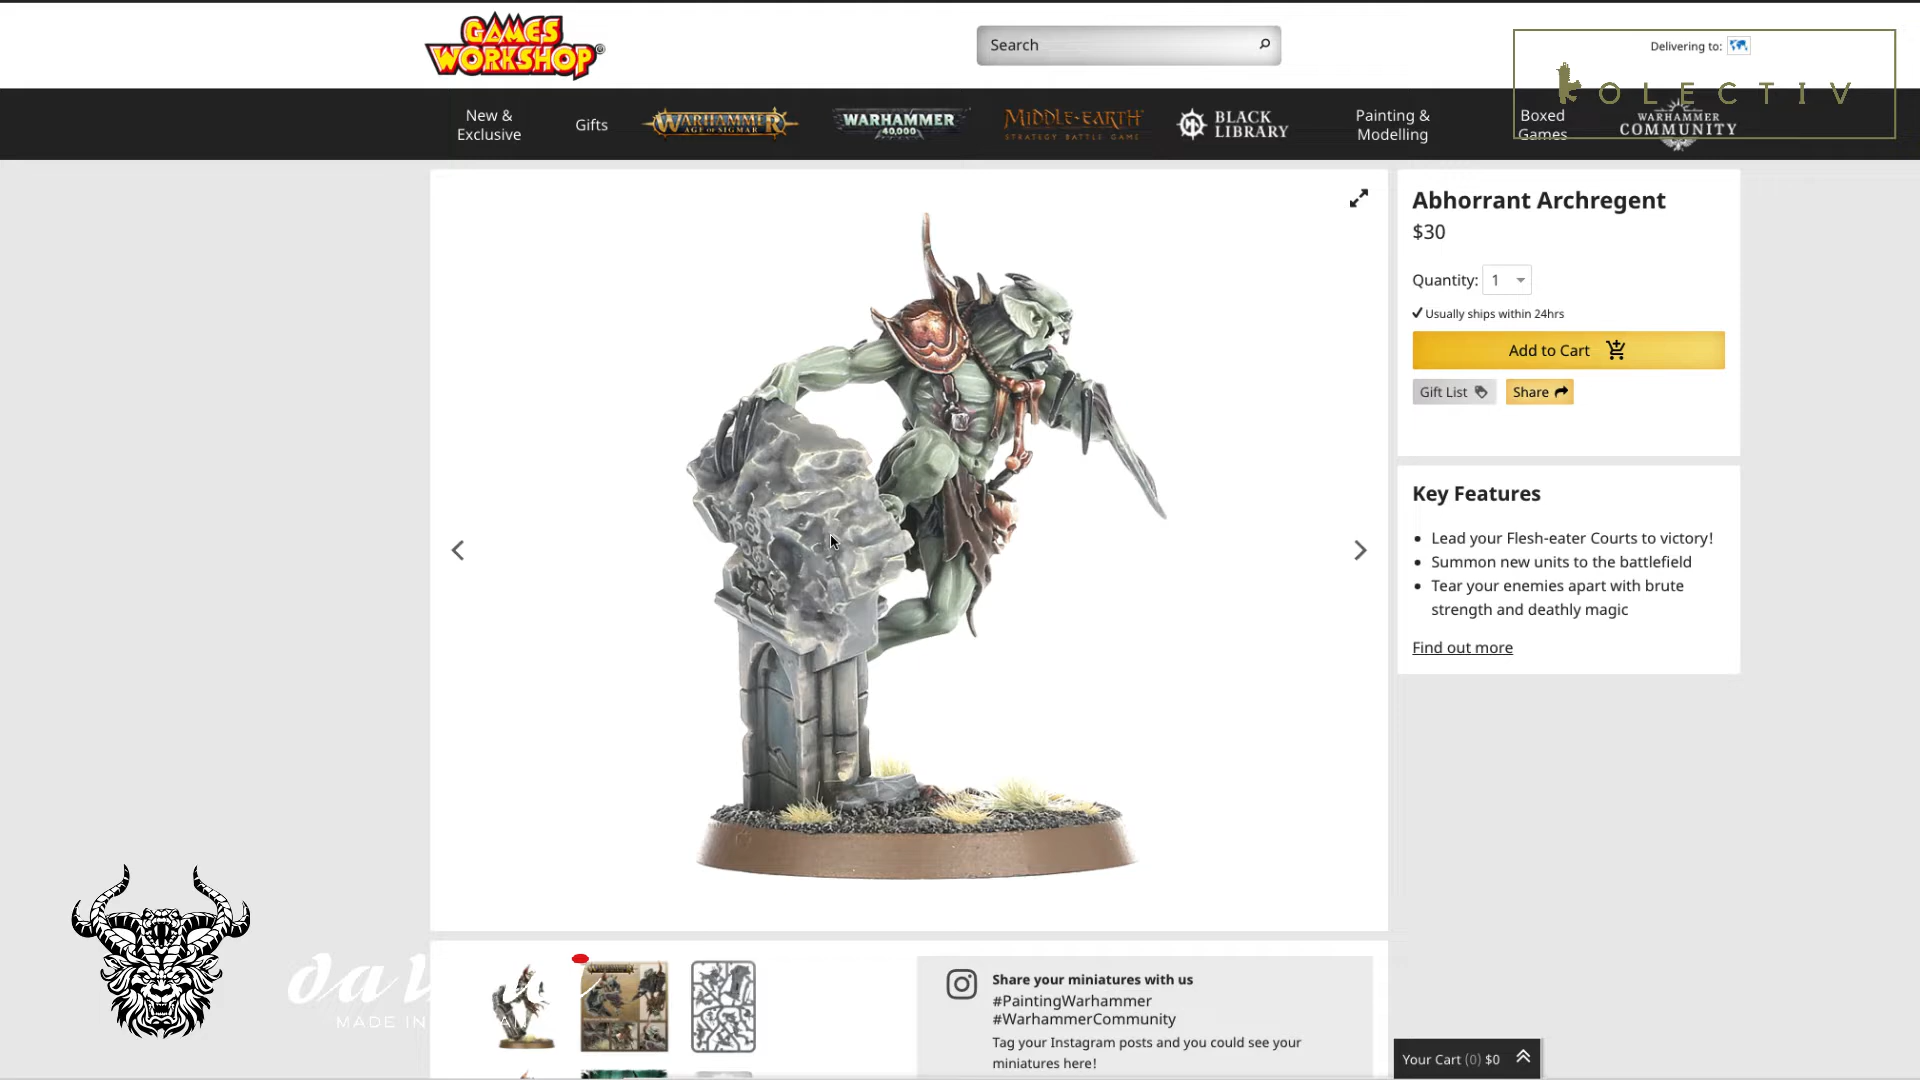 GAMES
WORKSHOP
Search
Delivering to:
KOLECTIV
New &
Exclusive
Gifts
WARHAMMER
AGE OF SIGMAR
WARHAMMER
40,000
MIDDLE-EARTH
STRATEGY BATTLE GAME
BLACK
LIBRARY
Painting &
Modelling
Boxed
Games
WARHAMMER
COMMUNITY
Abhorrant Archregent
$30
Quantity: 1
Usually ships within 24hrs
Add to Cart
Gift List
Share
Key Features
Lead your Flesh-eater Courts to victory!
Summon new units to the battlefield
Tear your enemies apart with brute
strength and deathly magic
Find out more
MADE IN
Share your miniatures with us
#PaintingWarhammer
#WarhammerCommunity
Tag your Instagram posts and you could see your
miniatures here!
Your Cart (0) $0